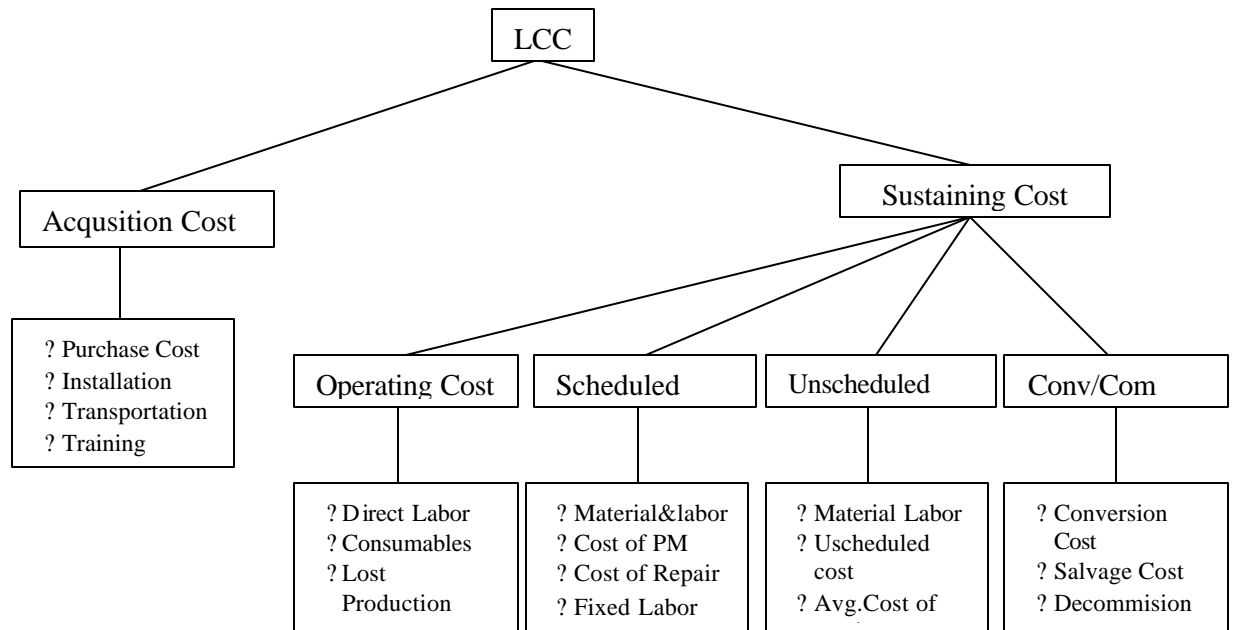 LCC
Sustaining Cost
Acqusition Cost
? Purchase Cost
? Installation
? Transportation
? Training
Operating Cost
Scheduled
Unscheduled
Conv/Com
? Direct Labor
? Consumables
? Lost
Production
? Material&labor
? Cost of PM
? Cost of Repair
? Fixed Labor
? Material Labor
? Uscheduled
cost
? Avg.Cost of
? Conversion
Cost
? Salvage Cost
? Decommision